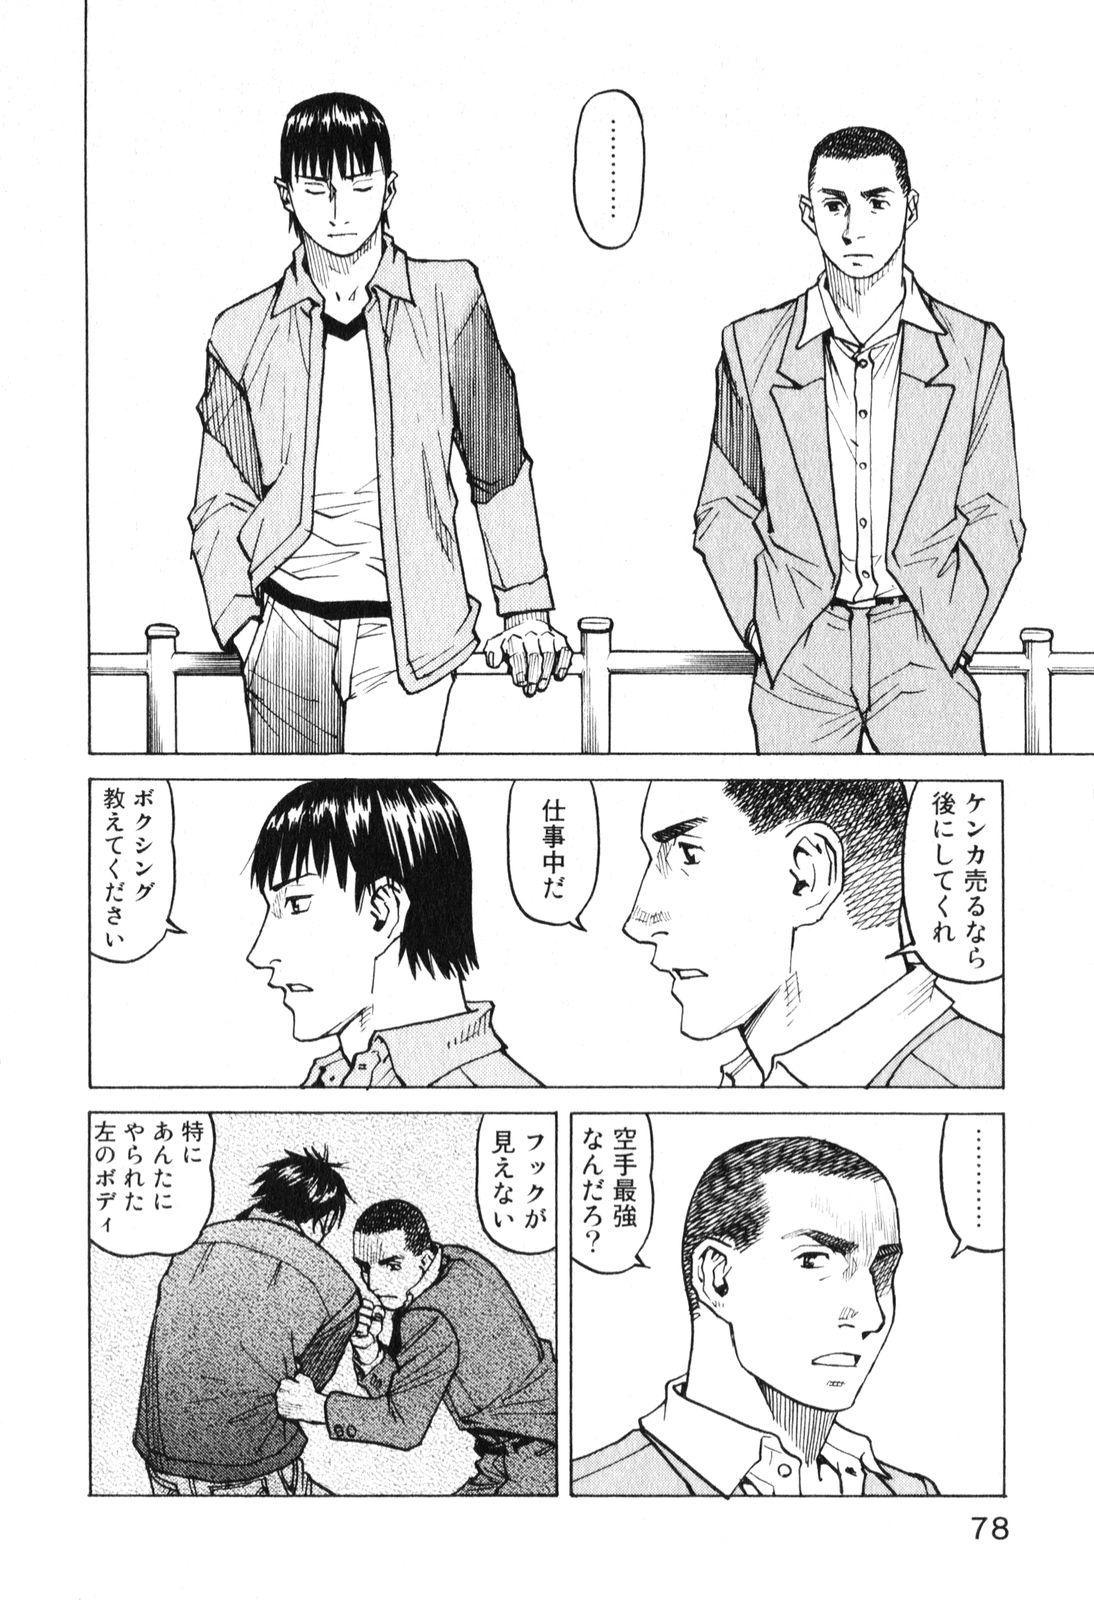 …………
ケンカ売るなら
後にしてくれ
仕事中だ
ボクシング
教えてください
…………
空手最強
なんだろ？
フックが
見えない
特に
あんたに
やられた
左のボディ
78